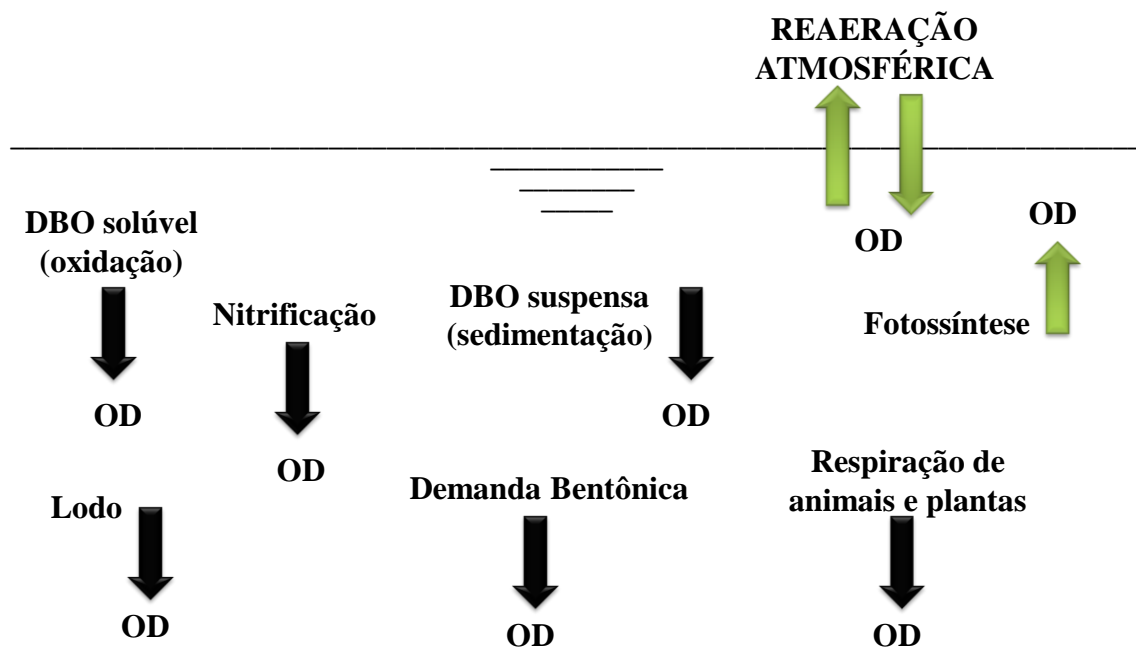 REAERAÇÃO
ATMOSFÉRICA
DBO solúvel
(oxidação)
OD
Nitrificação
OD
DBO suspensa
(sedimentação)
OD
OD
OD
Fotossíntese
Lodo
OD
Demanda Bentônica
OD
Respiração de
animais e plantas
OD